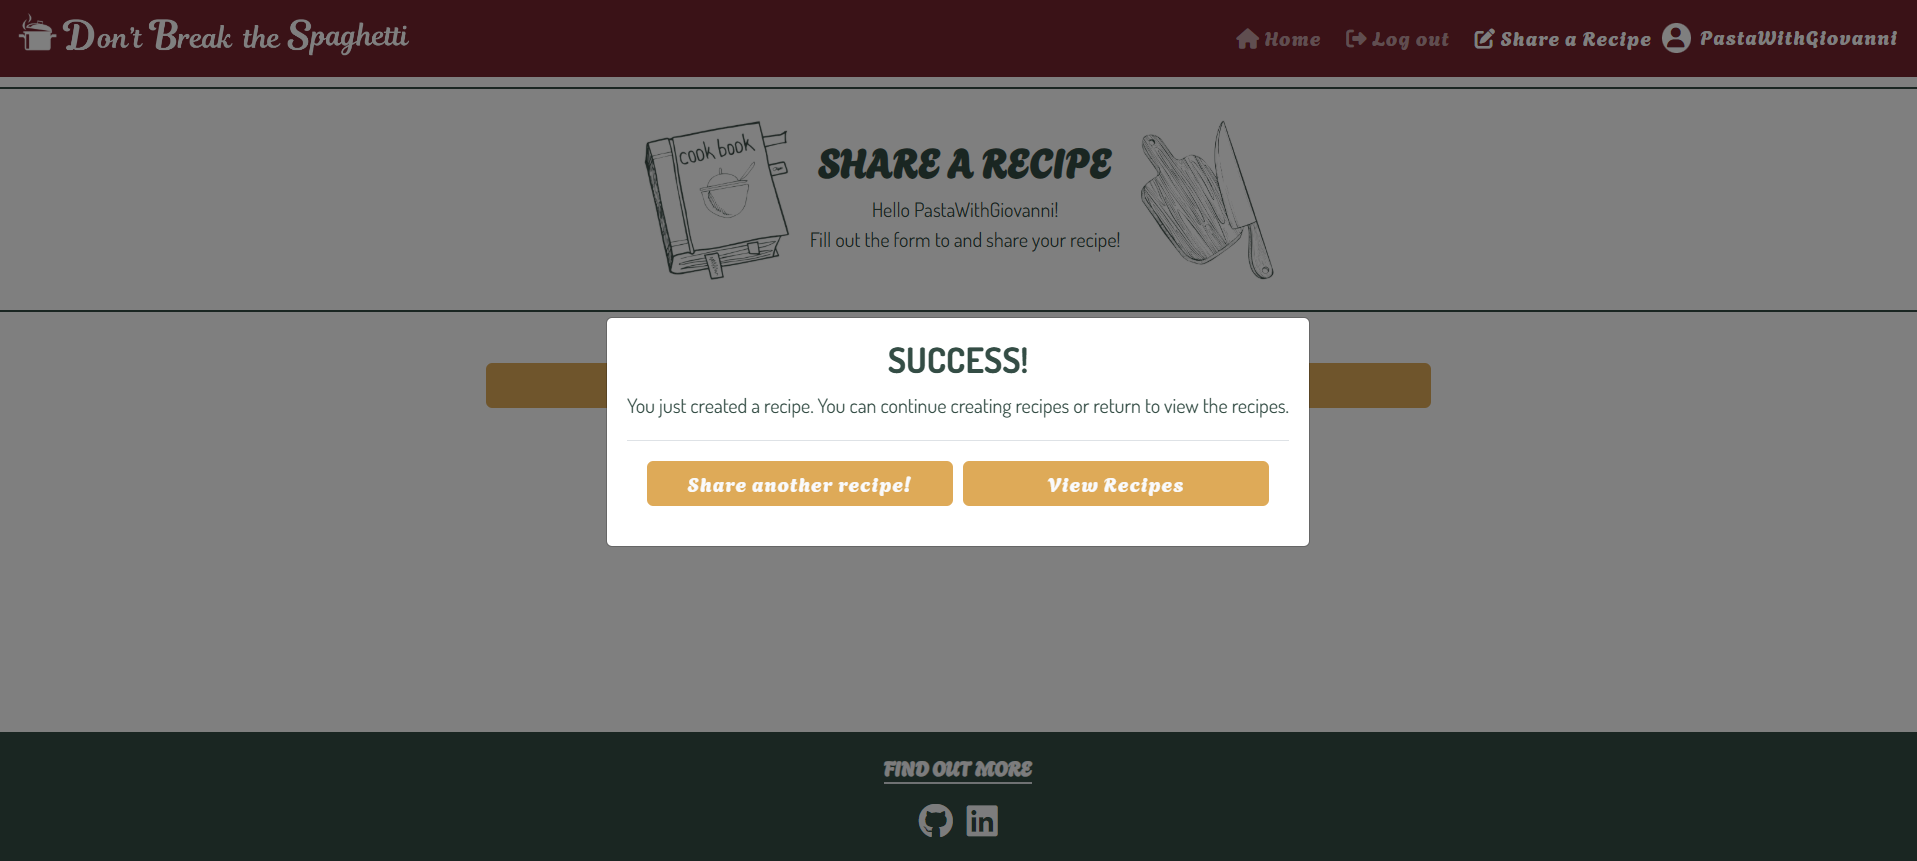 Don't Break the Spaghetti
Home Log out Share a Recipe PastaWithGiovanni
cook book
SHARE A RECIPE
Hello PastaWithGiovanni!
Fill out the form to and share your recipe!
SUCCESS!
You just created a recipe. You can continue creating recipes or return to view the recipes.
Share another recipe! View Recipes
FIND OUT MORE
in